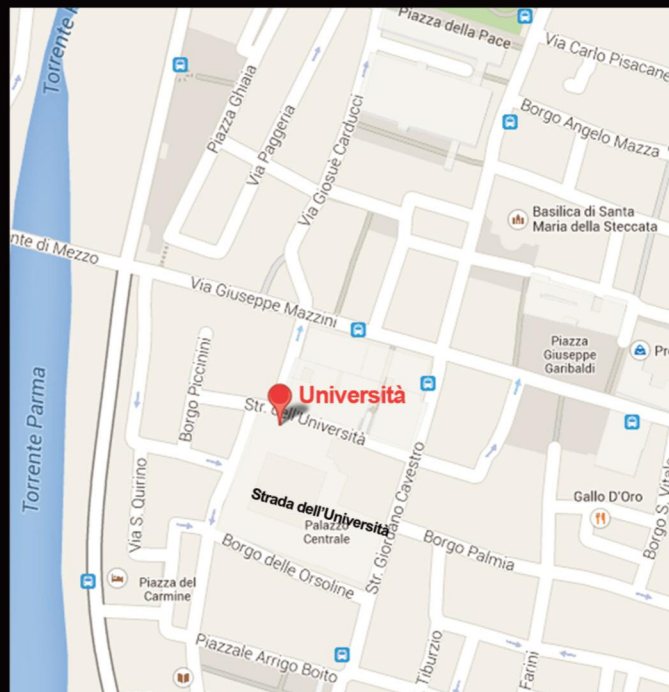 Torrente
Piazza della Pace
Via Carlo Pisacane
Piazza Ghiaia
Via Paggeria
Via Giosuè Carducci
Borgo Angelo Mazza
Basilica di Santa
Maria della Steccata
nte di Mezzo
Via Giuseppe Mazzini
Piazza
Giuseppe
Garibaldi
Pre
Borgo Piccinini
Università
Str. dell'Università
Torrente Parma
Via S. Quirino
Strada dell'Università
Palazzo
Centrale
Str. Giordano Cavestro
Gallo D'Oro
Borgo S. Vitale
Borgo Palmia
Borgo delle Orsoline
Piazza del
Carmine
Piazzale Arrigo Boito
Tiburzio
Farini